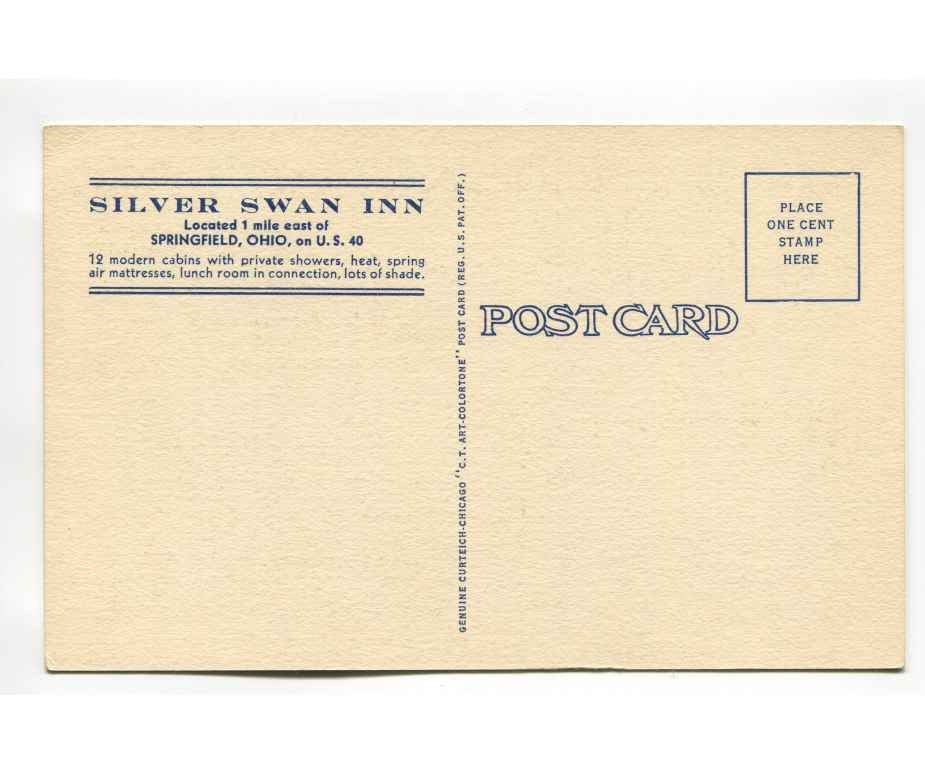 SILVER SWAN INN
Located 1 mile east of
SPRINGFIELD, OHIO, on U. S. 40
12 modern cabins with private showers, heat, spring
air mattresses, lunch room in connection, lots of shade.
GENUINE CURTEICH-CHICAGO "C.T. ART-COLORTONE" POST CARD (REG. U.S. PAT. OFF.)
POST CARD
PLACE
ONE CENT
STAMP
HERE